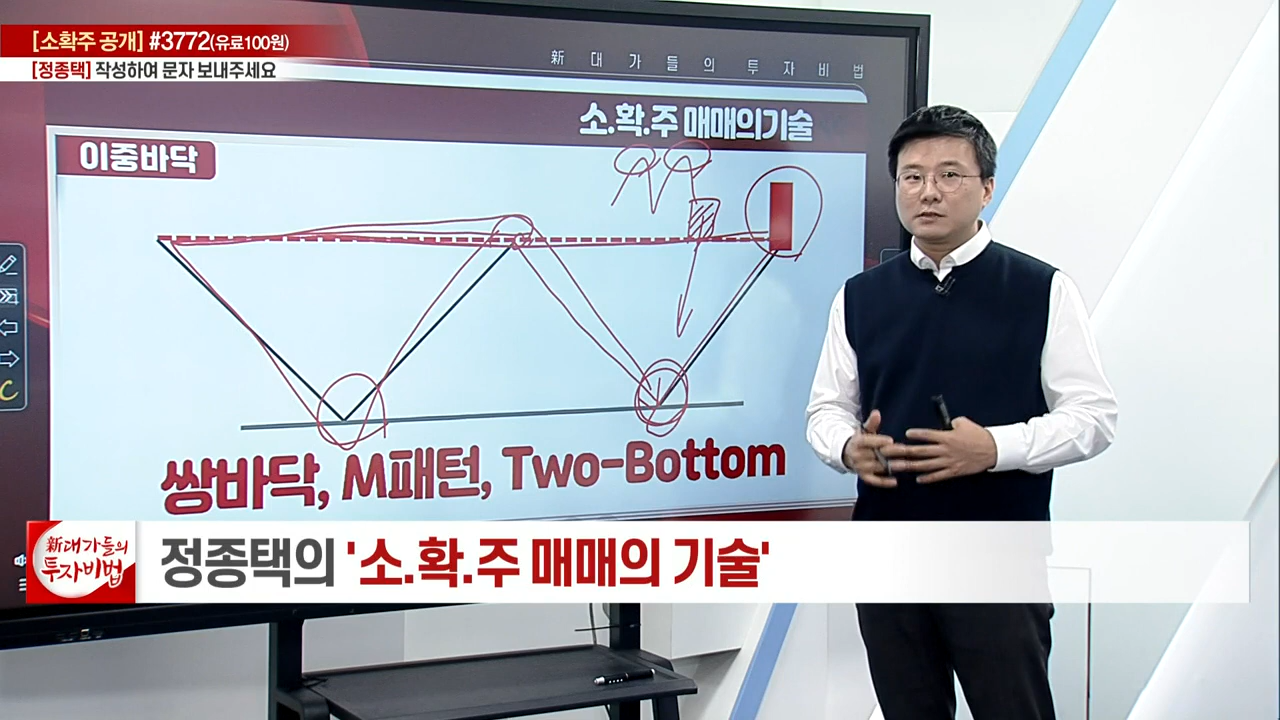 [소확주 공개] #3772(유료100원)
[정종택] 작성하여 문자 보내주세요
新 대 가 들 의 투 자 비 법
소.확.주 매매의기술
이중바닥
쌍바닥, M패턴, Two-Bottom
新대가들의
투자비법
정종택의 '소.확.주 매매의 기술'